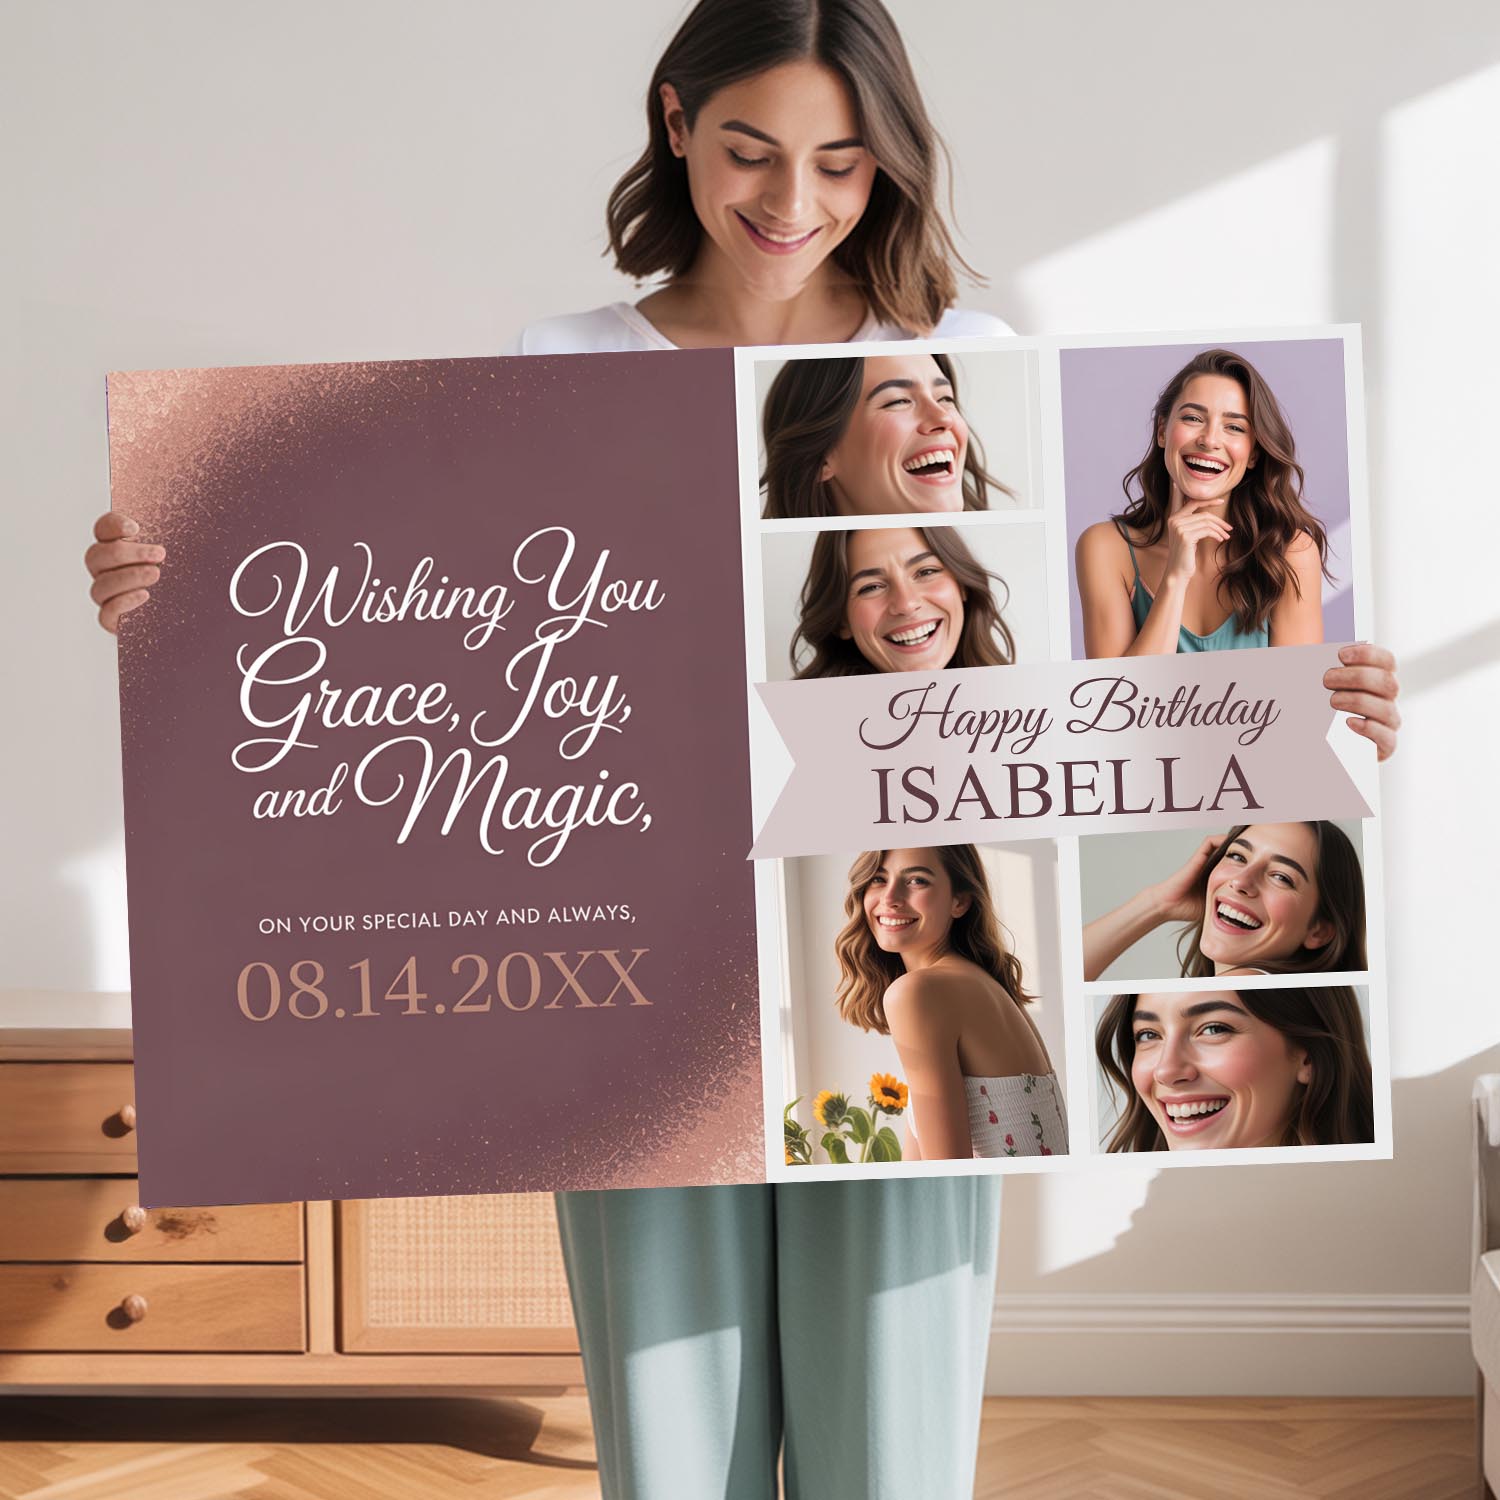 Wishing You
Grace, Joy,
and Magic,
ON YOUR SPECIAL DAY AND ALWAYS,
08.14.20XX
Happy Birthday
ISABELLA